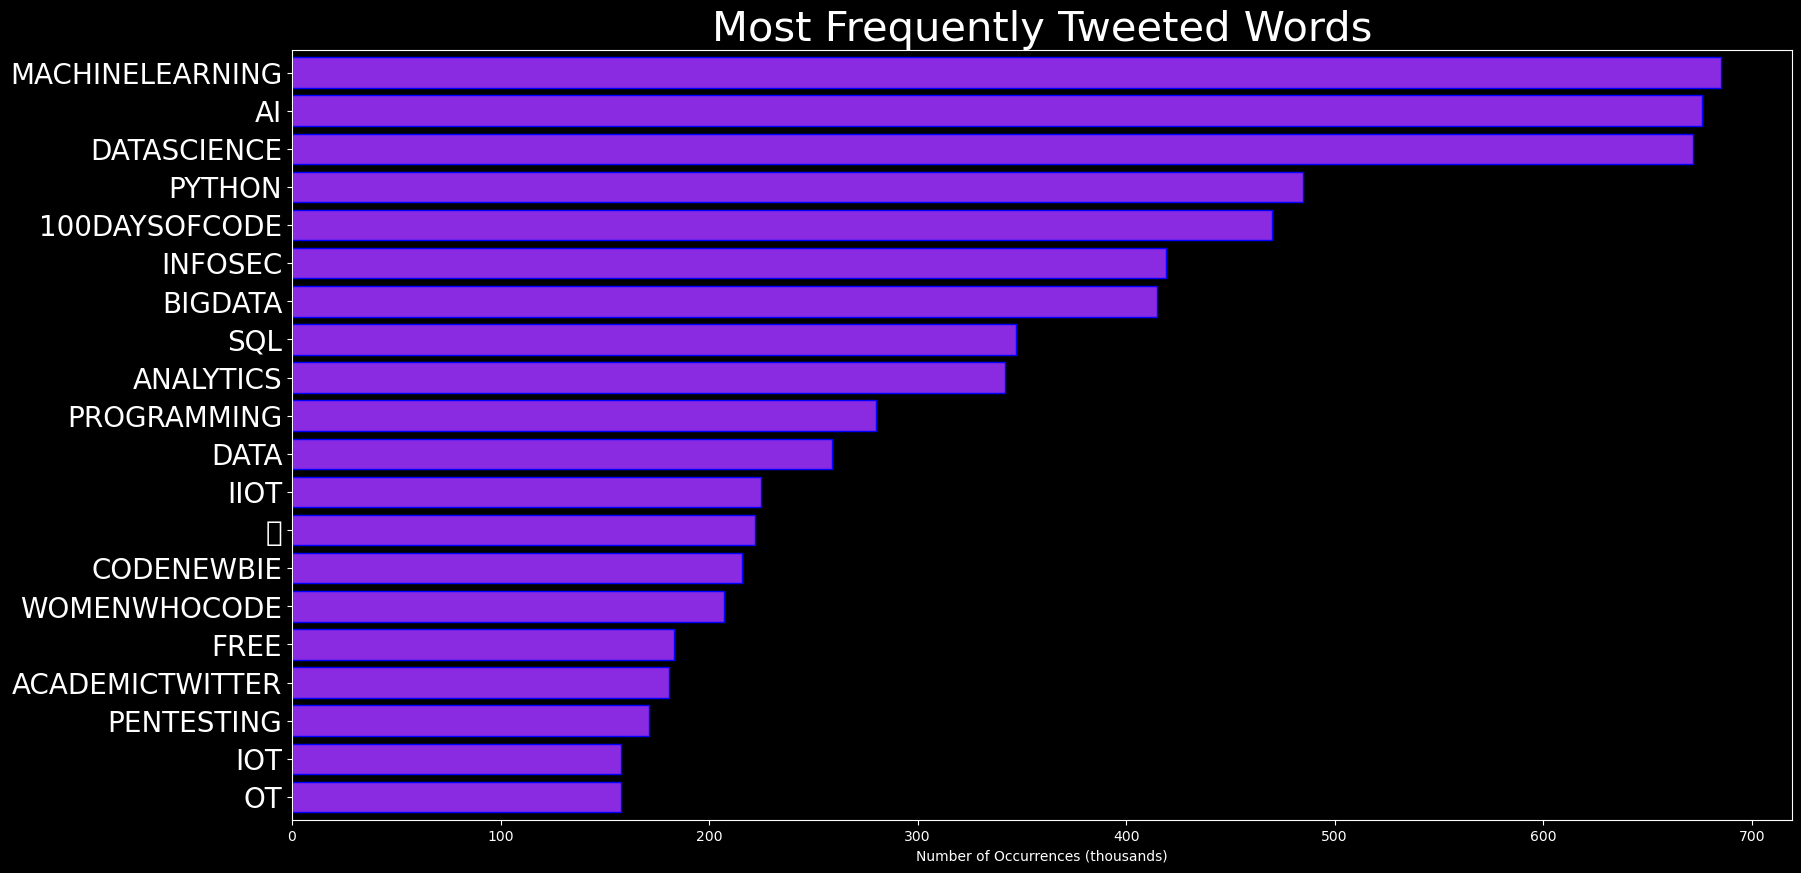 Most Frequently Tweeted Words
MACHINELEARNING
AI
DATASCIENCE
PYTHON
100DAYSOFCODE
INFOSEC
BIGDATA
SQL
ANALYTICS
PROGRAMMING
DATA
IIOT
CODENEWBIE
WOMENWHOCODE
FREE
ACADEMICTWITTER
PENTESTING
IOT
OT
0 100 200 300 400 500 600 700
Number of Occurrences (thousands)